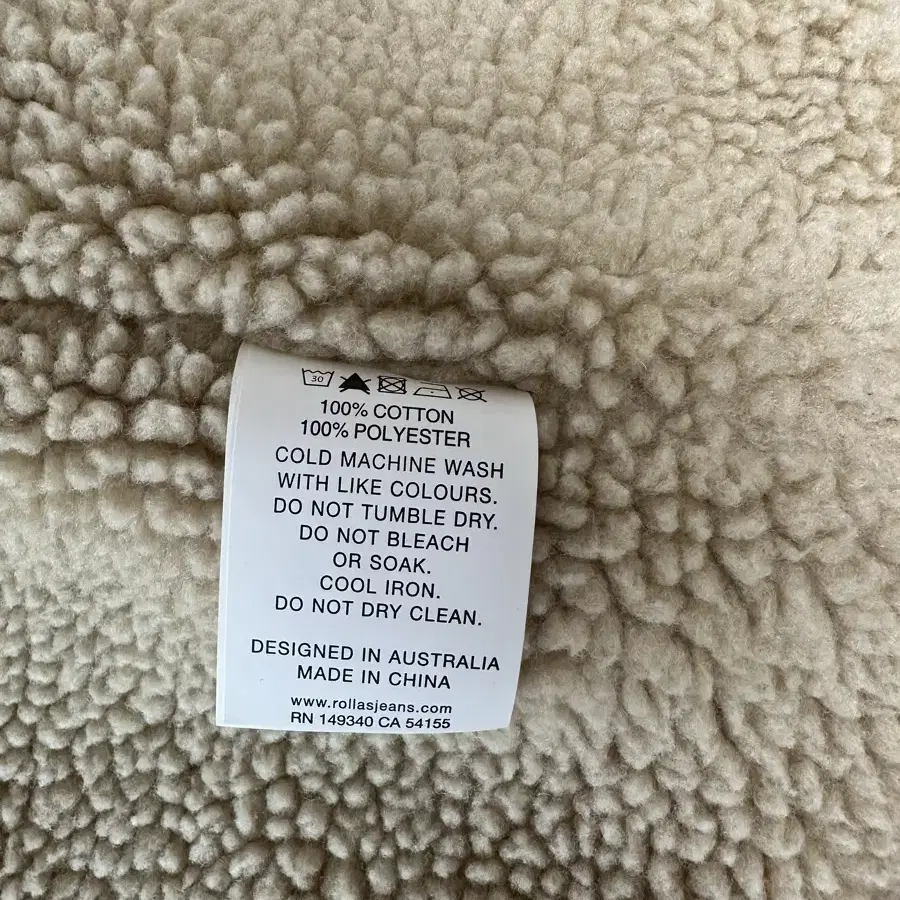 30
100% COTTON
100% POLYESTER
COLD MACHINE WASH
WITH LIKE COLOURS.
DO NOT TUMBLE DRY.
DO NOT BLEACH
OR SOAK.
COOL IRON.
DO NOT DRY CLEAN.
DESIGNED IN AUSTRALIA
MADE IN CHINA
www.rollasjeans.com
RN 149340 CA 54155